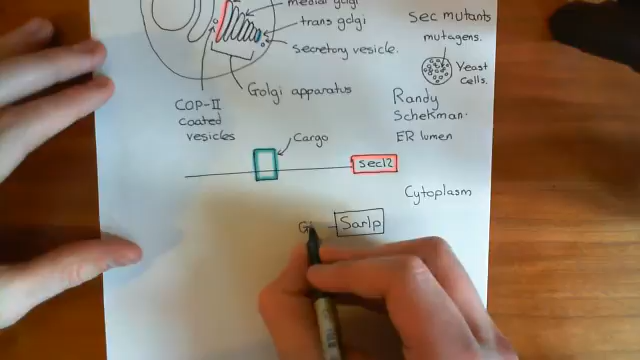 medial golgi
trans golgi
secretory vesicle.
Golgi apparatus
COP-II
coated
vesicles
Sec mutants
mutagens.
Yeast
cells.
Randy
Schekman.
ER lumen
Cargo
sec12
Cytoplasm
Sar1p